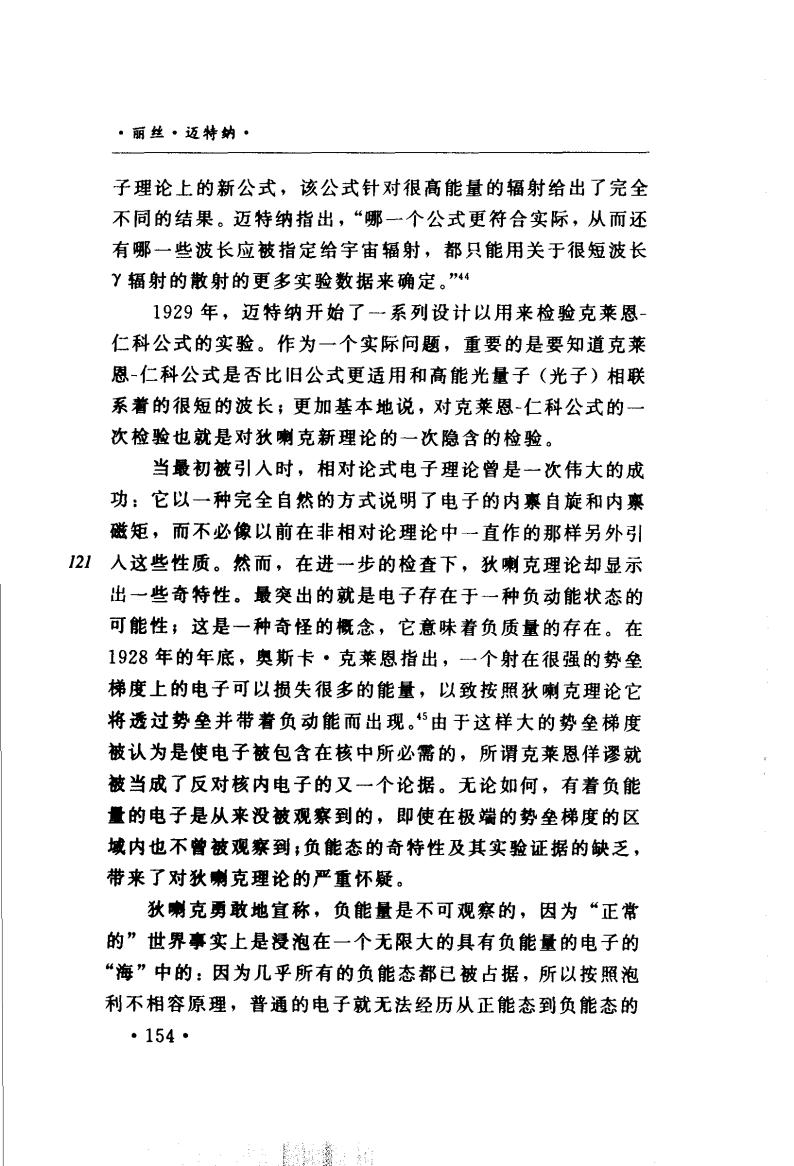 ·丽丝·迈特纳·
子理论上的新公式，该公式针对很高能量的辐射给出了完全
不同的结果。迈特纳指出，“哪一个公式更符合实际，从而还
有哪一些波长应被指定给宇宙辐射，都只能用关于很短波长
γ辐射的散射的更多实验数据来确定。”44
1929年，迈特纳开始了一系列设计以用来检验克莱恩-
仁科公式的实验。作为一个实际问题，重要的是要知道克莱
恩-仁科公式是否比旧公式更适用和高能光量子（光子）相联
系着的很短的波长；更加基本地说，对克莱恩-仁科公式的一
次检验也就是对狄喇克新理论的一次隐含的检验。
当最初被引入时，相对论式电子理论曾是一次伟大的成
功：它以一种完全自然的方式说明了电子的内禀自旋和内禀
磁矩，而不必像以前在非相对论理论中一直作的那样另外引
121 入这些性质。然而，在进一步的检查下，狄喇克理论却显示
出一些奇特性。最突出的就是电子存在于一种负动能状态的
可能性；这是一种奇怪的概念，它意味着负质量的存在。在
1928年的年底，奥斯卡·克莱恩指出，一个射在很强的势垒
梯度上的电子可以损失很多的能量，以致按照狄喇克理论它
将透过势垒并带着负动能而出现。45由于这样大的势垒梯度
被认为是使电子被包含在核中所必需的，所谓克莱恩佯谬就
被当成了反对核内电子的又一个论据。无论如何，有着负能
量的电子是从来没被观察到的，即使在极端的势垒梯度的区
域内也不曾被观察到；负能态的奇特性及其实验证据的缺乏，
带来了对狄喇克理论的严重怀疑。
狄喇克勇敢地宣称，负能量是不可观察的，因为“正常
的”世界事实上是浸泡在一个无限大的具有负能量的电子的
“海”中的：因为几乎所有的负能态都已被占据，所以按照泡
利不相容原理，普通的电子就无法经历从正能态到负能态的
·154·